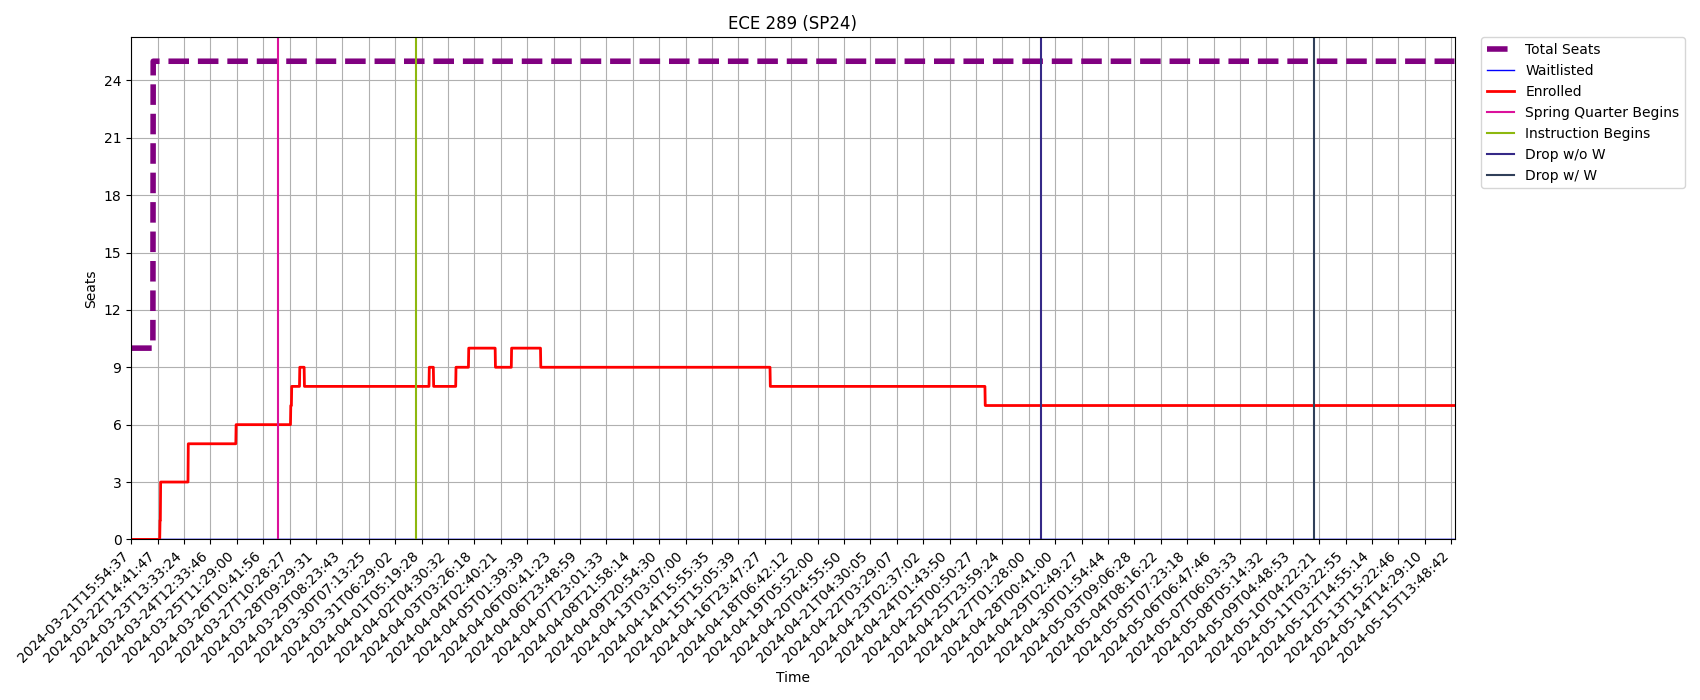 ECE 289 (SP24)
Total Seats
Waitlisted
Enrolled
Spring Quarter Begins
Instruction Begins
Drop w/o W
Drop w/ W
Seats
24
21
18
15
12
9
6
3
0
2024-03-21T15:54:37
2024-03-22T14:41:47
2024-03-23T13:33:24
2024-03-24T12:33:46
2024-03-25T11:29:00
2024-03-26T10:41:56
2024-03-27T10:28:27
2024-03-28T09:29:31
2024-03-29T08:23:43
2024-03-30T07:13:25
2024-03-31T06:29:02
2024-04-01T05:19:28
2024-04-02T04:30:32
2024-04-03T03:26:18
2024-04-04T02:40:21
2024-04-05T01:39:39
2024-04-06T00:41:23
2024-04-06T23:48:59
2024-04-07T23:01:33
2024-04-08T21:58:14
2024-04-09T20:54:30
2024-04-13T03:07:00
2024-04-14T15:55:35
2024-04-15T15:05:39
2024-04-16T23:47:27
2024-04-18T06:42:12
2024-04-19T05:52:00
2024-04-20T04:55:50
2024-04-21T04:30:05
2024-04-22T03:29:07
2024-04-23T02:37:02
2024-04-24T01:43:50
2024-04-25T00:50:27
2024-04-25T23:59:24
2024-04-27T01:28:00
2024-04-28T00:41:00
2024-04-29T02:49:27
2024-04-30T01:54:44
2024-05-03T09:06:28
2024-05-04T08:16:22
2024-05-05T07:23:18
2024-05-06T06:47:46
2024-05-07T06:03:33
2024-05-08T05:14:32
2024-05-09T04:48:53
2024-05-10T04:22:21
2024-05-11T03:22:55
2024-05-12T14:55:14
2024-05-13T15:22:46
2024-05-14T14:29:10
2024-05-15T13:48:42
Time